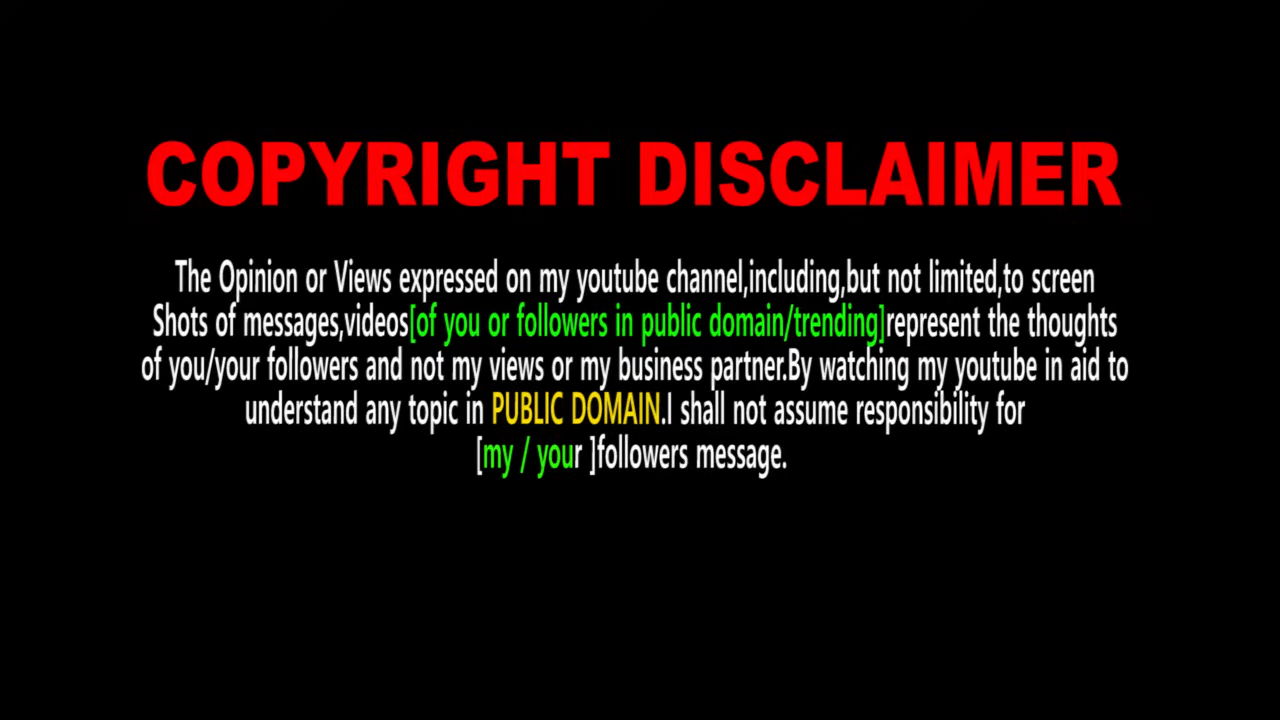 COPYRIGHT DISCLAIMER
The Opinion or Views expressed on my youtube channel,including,but not limited,to screen
Shots of messages,videos[of you or followers in public domain/trending]represent the thoughts
of you/your followers and not my views or my business partner.By watching my youtube in aid to
understand any topic in PUBLIC DOMAIN.I shall not assume responsibility for
[my / your ]followers message.